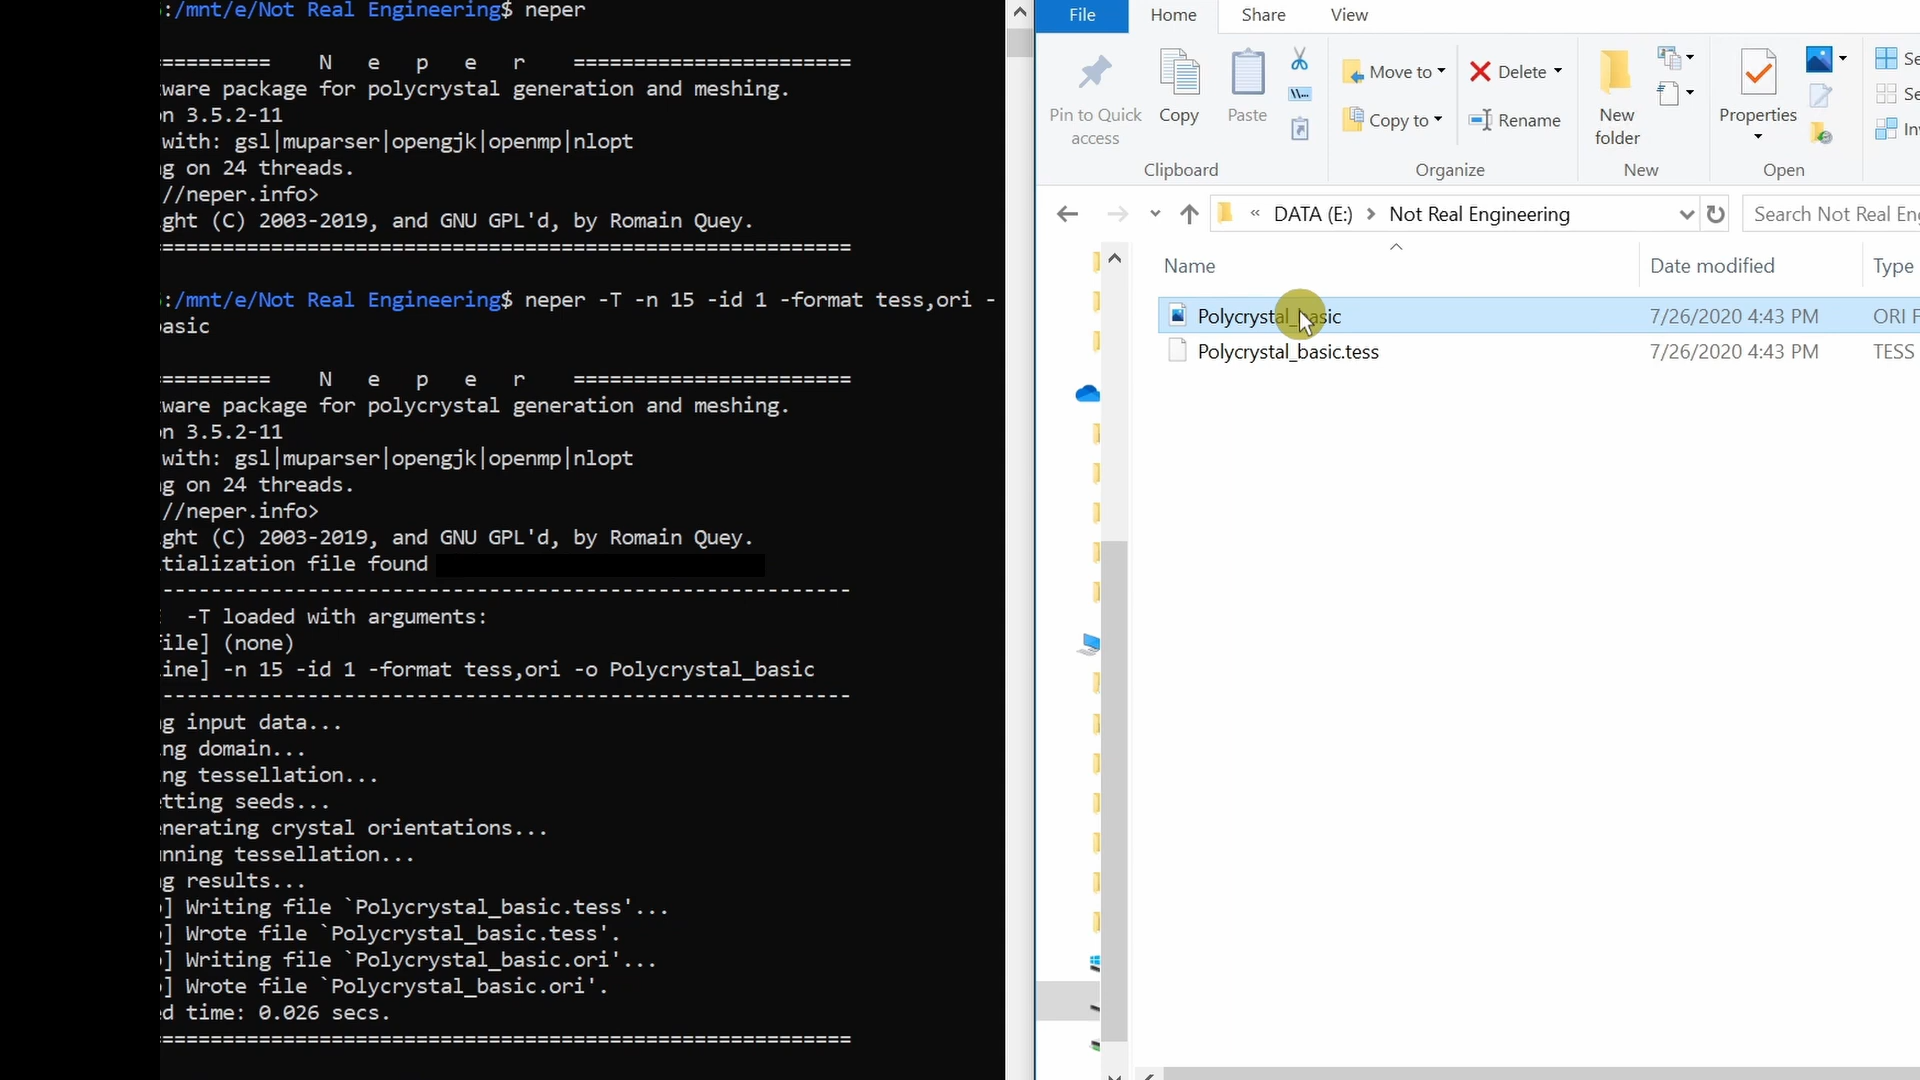 :/mnt/e/Not Real Engineering$ neper
========== N e p e r =======================
ware package for polycrystal generation and meshing.
n 3.5.2-11
with: gsl|muparser|opengjk|openmp|nlopt
g on 24 threads.
//neper.info>
ght (C) 2003-2019, and GNU GPL'd, by Romain Quey.
=========================================================
:/mnt/e/Not Real Engineering$ neper -T -n 15 -id 1 -format tess,ori -
asic
========== N e p e r =======================
ware package for polycrystal generation and meshing.
n 3.5.2-11
with: gsl|muparser|opengjk|openmp|nlopt
g on 24 threads.
//neper.info>
ght (C) 2003-2019, and GNU GPL'd, by Romain Quey.
tialization file found
---------------------------------------------------------
-T loaded with arguments:
ile] (none)
ine] -n 15 -id 1 -format tess,ori -o Polycrystal_basic
---------------------------------------------------------
g input data...
ng domain...
ng tessellation...
tting seeds...
nerating crystal orientations...
nning tessellation...
g results...
] Writing file `Polycrystal_basic.tess'...
] Wrote file `Polycrystal_basic.tess'.
] Writing file `Polycrystal_basic.ori'...
] Wrote file `Polycrystal_basic.ori'.
d time: 0.026 secs.
=========================================================
File Home Share View
Pin to Quick access
Copy
Paste
Clipboard
Move to
Copy to
Delete
Rename
Organize
New folder
New
Properties
Open
Se
Se
Inv
« DATA (E:) > Not Real Engineering
Search Not Real Eng
Name Date modified Type
Polycrystal_basic 7/26/2020 4:43 PM ORI F
Polycrystal_basic.tess 7/26/2020 4:43 PM TESS